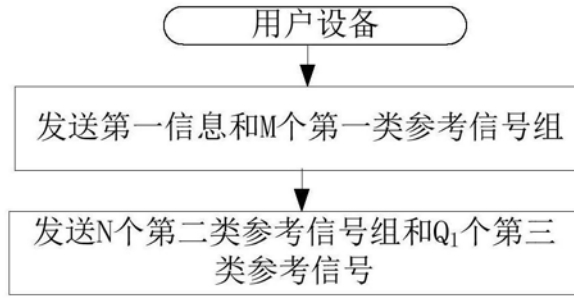 用户设备
发送第一信息和M个第一类参考信号组
发送N个第二类参考信号组和Q₁个第三
类参考信号